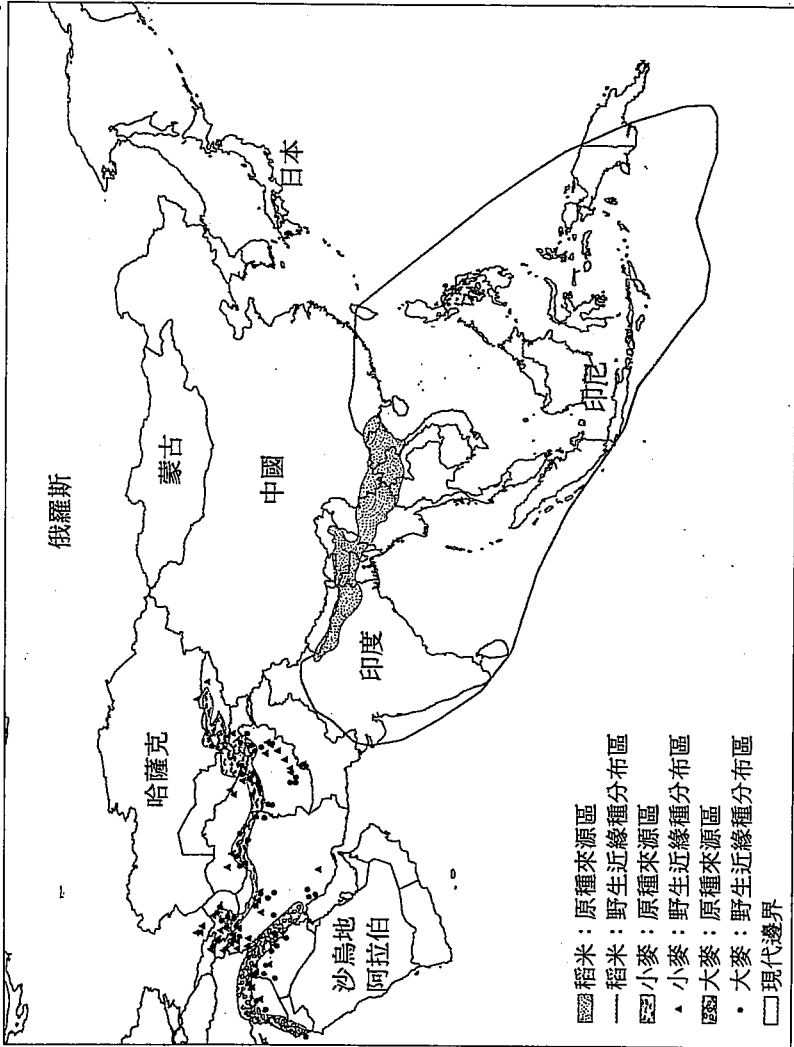 俄羅斯
蒙古
哈薩克
中國
日本
印度
印尼
沙烏地
阿拉伯
稻米：原種來源區
稻米：野生近緣種分布區
小麥：原種來源區
小麥：野生近緣種分布區
大麥：原種來源區
大麥：野生近緣種分布區
現代邊界